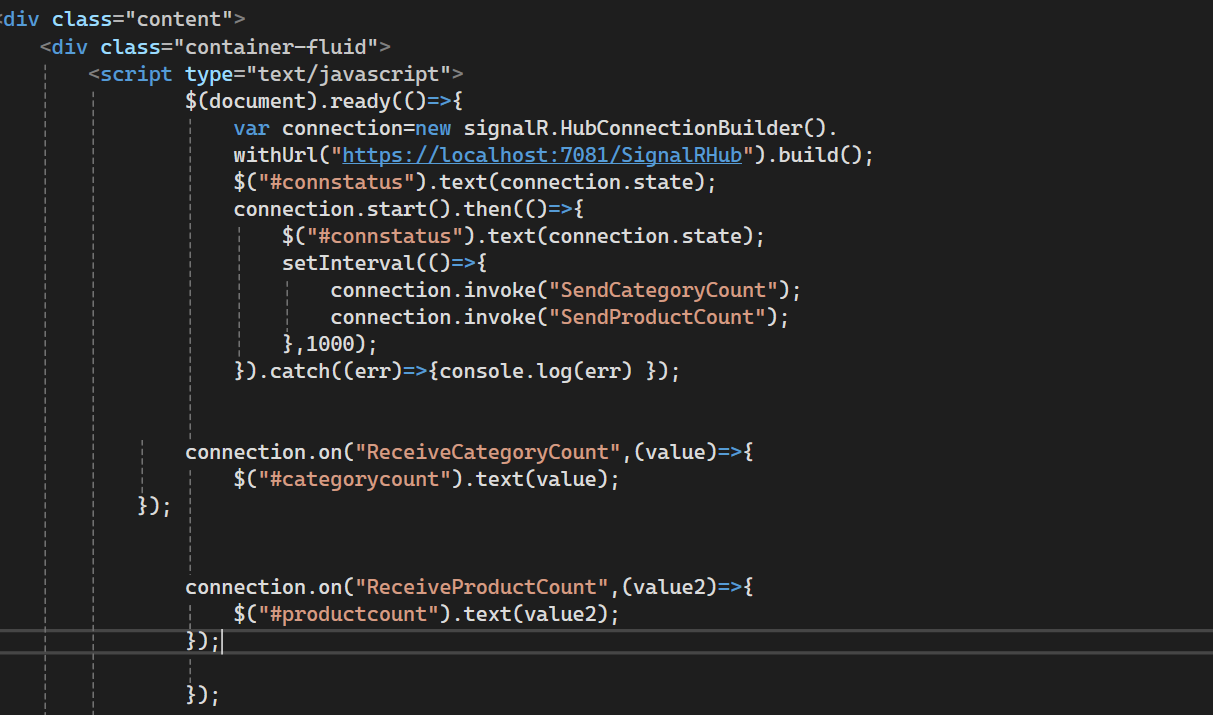 <div class="content">
<div class="container-fluid">
<script type="text/javascript">
$(document).ready(()=>{
var connection=new signalR.HubConnectionBuilder().
withUrl("https://localhost:7081/SignalRHub").build();
$("#connstatus").text(connection.state);
connection.start().then(()=>{
$("#connstatus").text(connection.state);
setInterval(()=>{
connection.invoke("SendCategoryCount");
connection.invoke("SendProductCount");
},1000);
}).catch((err)=>{console.log(err) });
connection.on("ReceiveCategoryCount",(value)=>{
$("#categorycount").text(value);
});
connection.on("ReceiveProductCount",(value2)=>{
$("#productcount").text(value2);
});
});